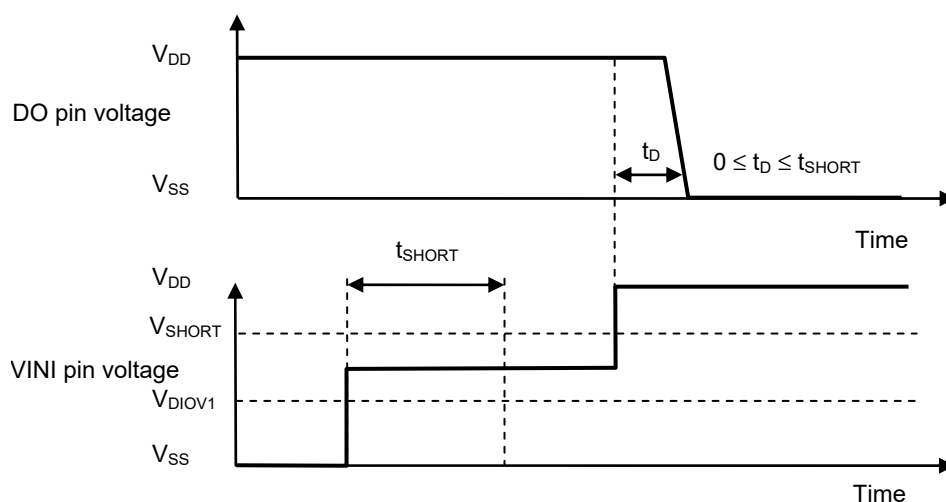 VDD
DO pin voltage
tD
0 ≤ tD ≤ tSHORT
VSS
Time
tSHORT
VDD
VSHORT
VINI pin voltage
VDIOV1
VSS
Time